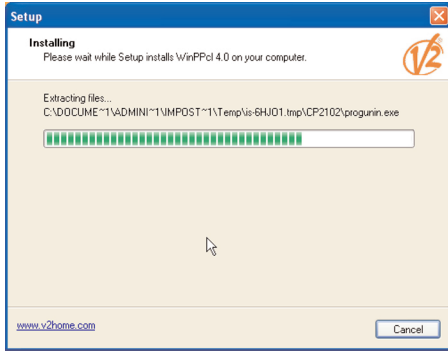 Setup
Installing
Please wait while Setup installs WinPPcl 4.0 on your computer.
V2
Extracting files...
C:\DOCUME~1\ADMINI~1\IMPOST~1\Temp\is-6HJO1.tmp\CP2102\progunin.exe
www.v2home.com
Cancel